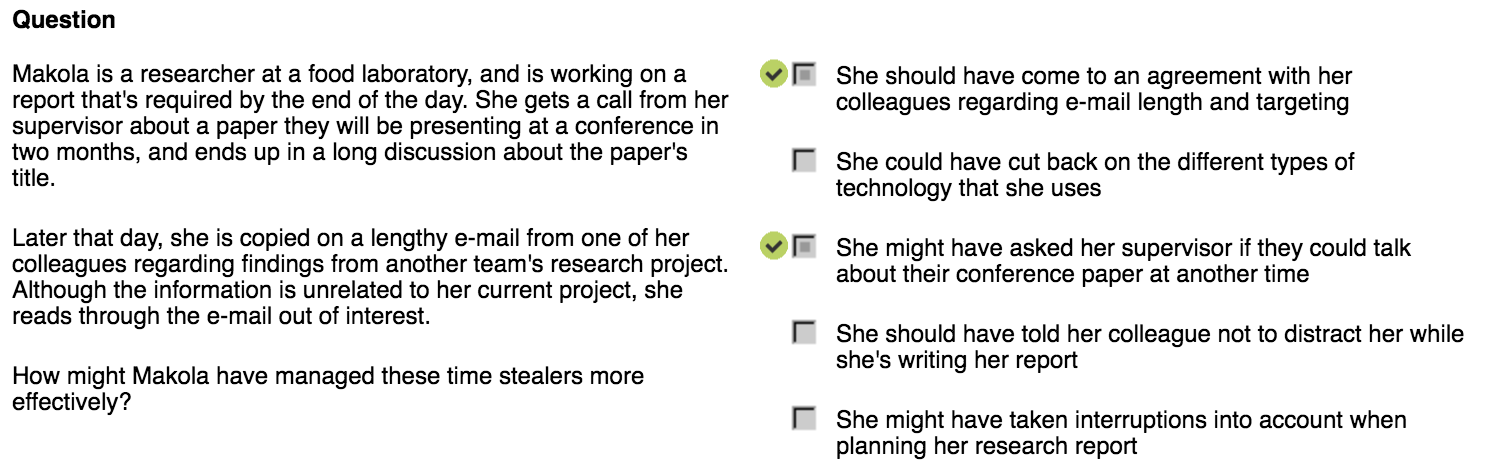 Question
Makola is a researcher at a food laboratory, and is working on a
report that's required by the end of the day. She gets a call from her
supervisor about a paper they will be presenting at a conference in
two months, and ends up in a long discussion about the paper's
title.
Later that day, she is copied on a lengthy e-mail from one of her
colleagues regarding findings from another team's research project.
Although the information is unrelated to her current project, she
reads through the e-mail out of interest.
How might Makola have managed these time stealers more
effectively?
She should have come to an agreement with her
colleagues regarding e-mail length and targeting
She could have cut back on the different types of
technology that she uses
She might have asked her supervisor if they could talk
about their conference paper at another time
She should have told her colleague not to distract her while
she's writing her report
She might have taken interruptions into account when
planning her research report